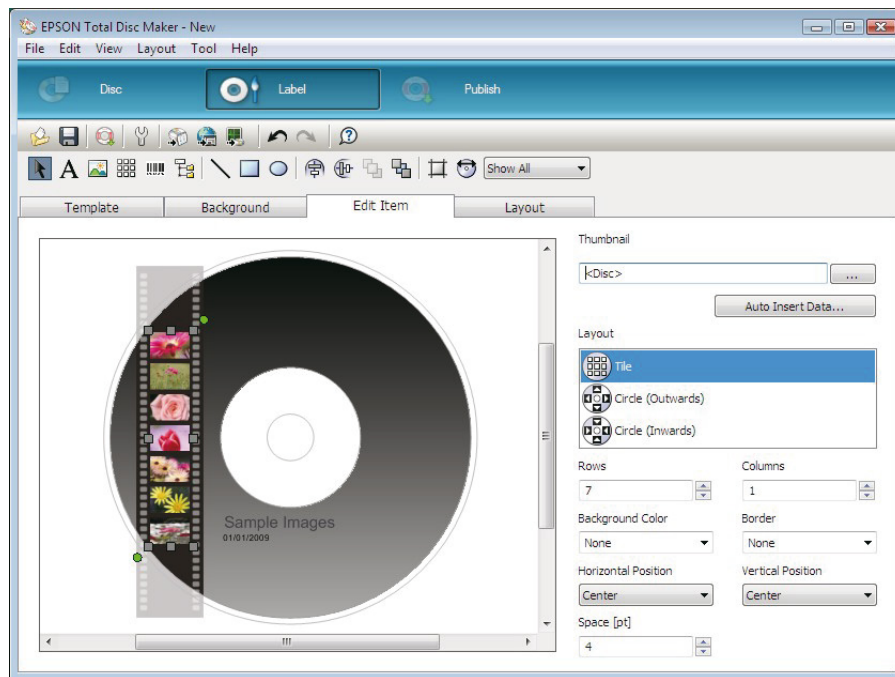 EPSON Total Disc Maker - New
File Edit View Layout Tool Help
Disc Label Publish
A Show All
Template Background Edit Item Layout
Thumbnail
<Disc> ...
Auto Insert Data...
Layout
Tile
Circle (Outwards)
Circle (Inwards)
Rows Columns
7 1
Background Color Border
None None
Horizontal Position Vertical Position
Center Center
Space [pt]
4
Sample Images
01/01/2009